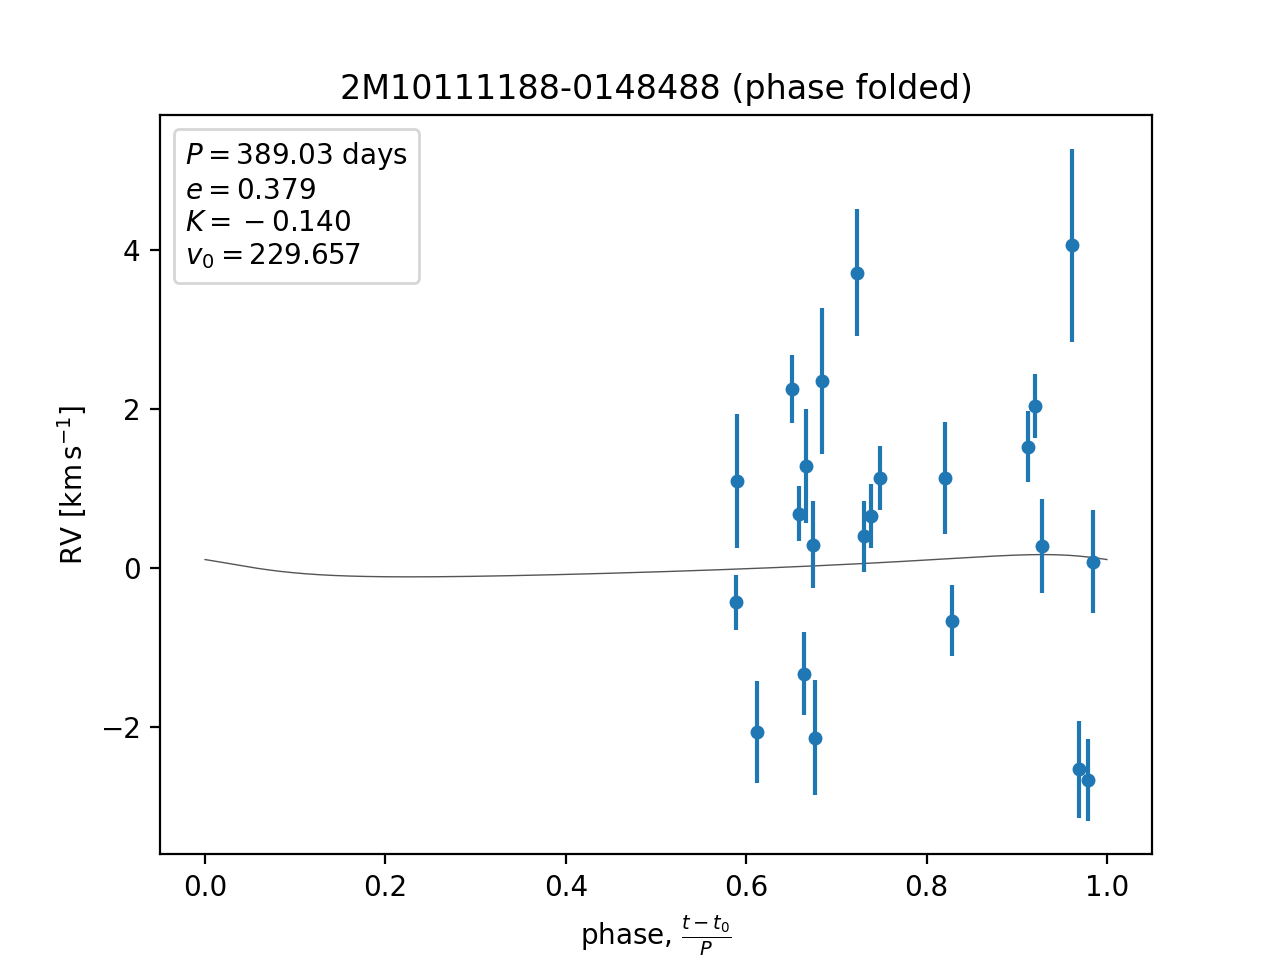 2M10111188-0148488 (phase folded)
P = 389.03 days
e = 0.379
K = −0.140
v₀ = 229.657
4
2
0
−2
RV [km s⁻¹]
0.0 0.2 0.4 0.6 0.8 1.0
phase, (t − t₀)/P